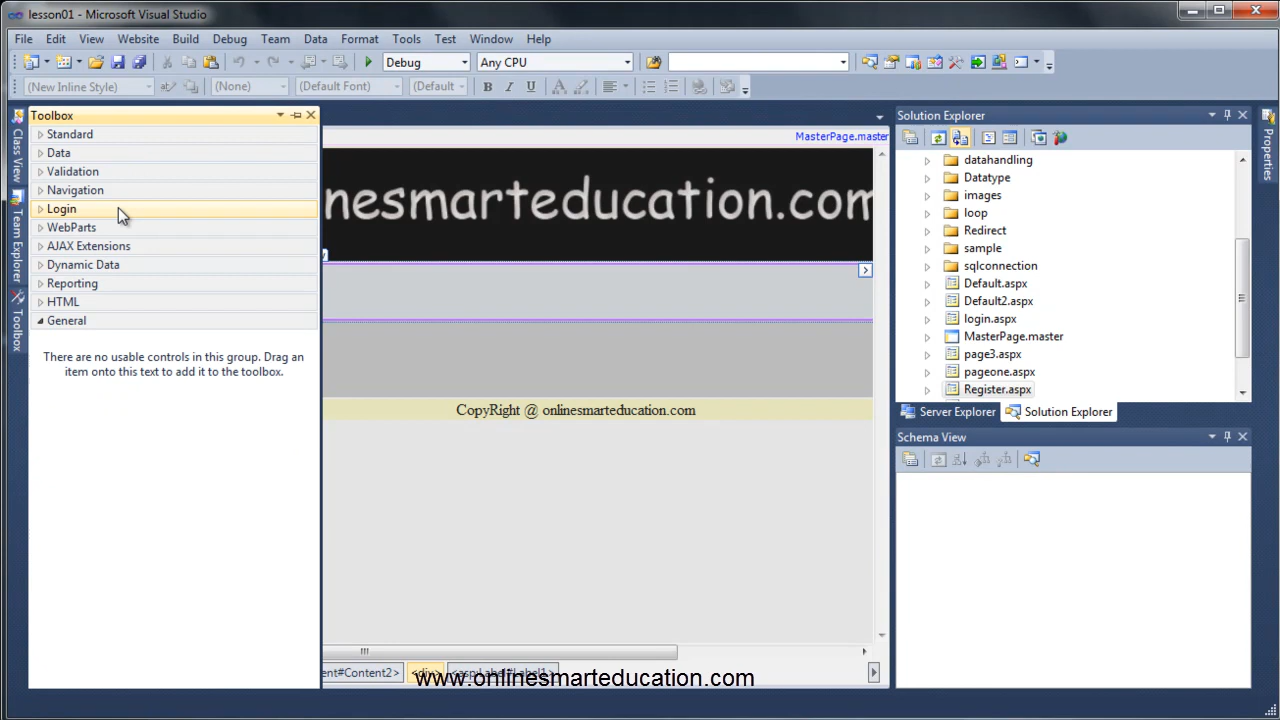 lesson01 - Microsoft Visual Studio
File Edit View Website Build Debug Team Data Format Tools Test Window Help
Debug Any CPU
(New Inline Style) (None) (Default Font) (Default B I U A
Toolbox
Standard
Data
Validation
Navigation
Login
WebParts
AJAX Extensions
Dynamic Data
Reporting
HTML
General
There are no usable controls in this group. Drag an
item onto this text to add it to the toolbox.
Class View
Team Explorer
Toolbox
MasterPage.master
nesmarteducation.com
CopyRight @ onlinesmarteducation.com
ent#Content2> <div> <asp:Label#Label1>
www.onlinesmarteducation.com
Solution Explorer
datahandling
Datatype
images
loop
Redirect
sample
sqlconnection
Default.aspx
Default2.aspx
login.aspx
MasterPage.master
page3.aspx
pageone.aspx
Register.aspx
Server Explorer Solution Explorer
Schema View
Properties